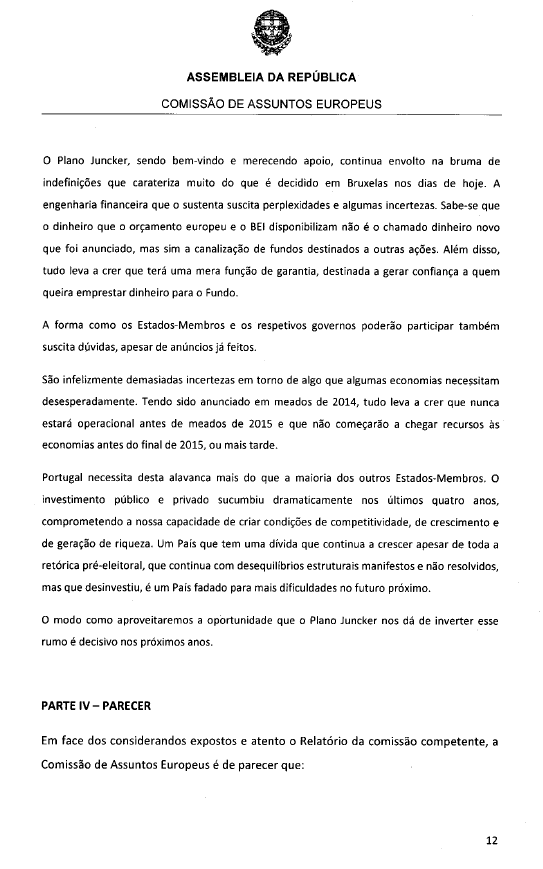 ASSEMBLEIA DA REPÚBLICA
COMISSÃO DE ASSUNTOS EUROPEUS
O Plano Juncker, sendo bem-vindo e merecendo apoio, continua envolto na bruma de
indefinições que carateriza muito do que é decidido em Bruxelas nos dias de hoje. A
engenharia financeira que o sustenta suscita perplexidades e algumas incertezas. Sabe-se que
o dinheiro que o orçamento europeu e o BEI disponibilizam não é o chamado dinheiro novo
que foi anunciado, mas sim a canalização de fundos destinados a outras ações. Além disso,
tudo leva a crer que terá uma mera função de garantia, destinada a gerar confiança a quem
queira emprestar dinheiro para o Fundo.
A forma como os Estados-Membros e os respetivos governos poderão participar também
suscita dúvidas, apesar de anúncios já feitos.
São infelizmente demasiadas incertezas em torno de algo que algumas economias necessitam
desesperadamente. Tendo sido anunciado em meados de 2014, tudo leva a crer que nunca
estará operacional antes de meados de 2015 e que não começarão a chegar recursos às
economias antes do final de 2015, ou mais tarde.
Portugal necessita desta alavanca mais do que a maioria dos outros Estados-Membros. O
investimento público e privado sucumbiu dramaticamente nos últimos quatro anos,
comprometendo a nossa capacidade de criar condições de competitividade, de crescimento e
de geração de riqueza. Um País que tem uma dívida que continua a crescer apesar de toda a
retórica pré-eleitoral, que continua com desequilíbrios estruturais manifestos e não resolvidos,
mas que desinvestiu, é um País fadado para mais dificuldades no futuro próximo.
O modo como aproveitaremos a oportunidade que o Plano Juncker nos dá de inverter esse
rumo é decisivo nos próximos anos.
PARTE IV – PARECER
Em face dos considerandos expostos e atento o Relatório da comissão competente, a
Comissão de Assuntos Europeus é de parecer que:
12